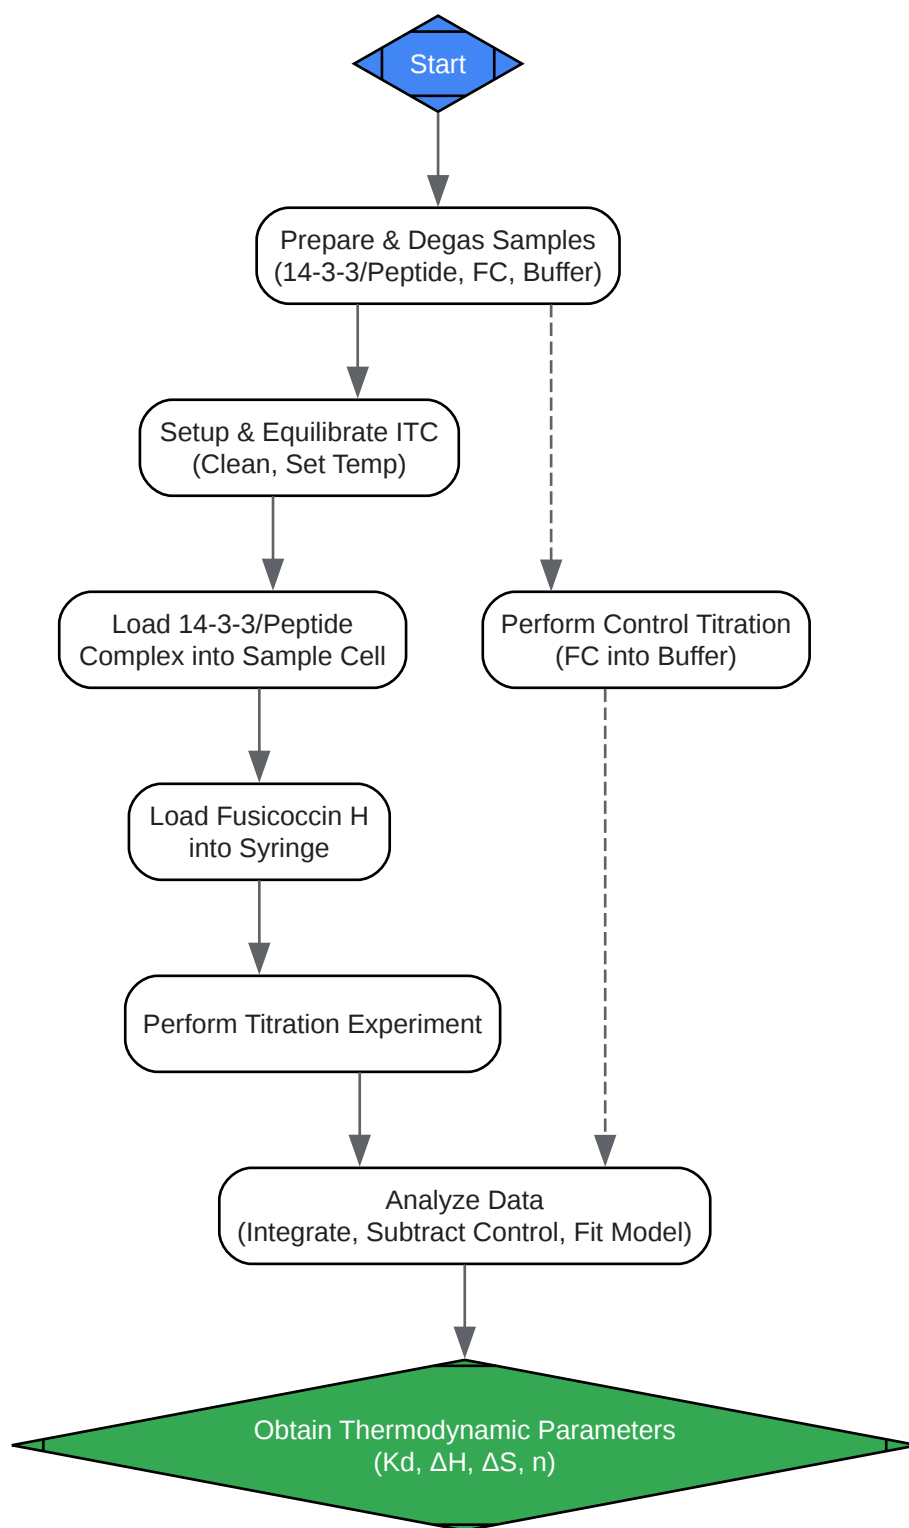 Start
Prepare & Degas Samples
(14-3-3/Peptide, FC, Buffer)
Setup & Equilibrate ITC
(Clean, Set Temp)
Load 14-3-3/Peptide
Complex into Sample Cell
Perform Control Titration
(FC into Buffer)
Load Fusicoccin H
into Syringe
Perform Titration Experiment
Analyze Data
(Integrate, Subtract Control, Fit Model)
Obtain Thermodynamic Parameters
(Kd, ΔH, ΔS, n)